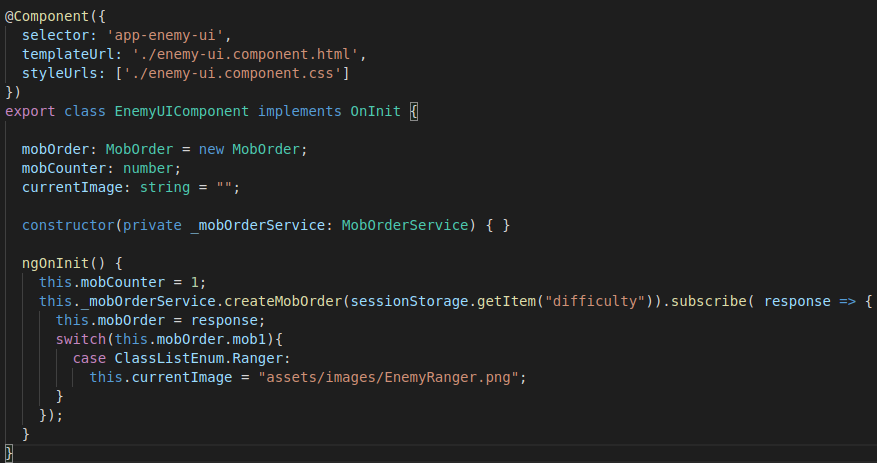 @Component({
  selector: 'app-enemy-ui',
  templateUrl: './enemy-ui.component.html',
  styleUrls: ['./enemy-ui.component.css']
})
export class EnemyUIComponent implements OnInit {

  mobOrder: MobOrder = new MobOrder;
  mobCounter: number;
  currentImage: string = "";

  constructor(private _mobOrderService: MobOrderService) { }

  ngOnInit() {
    this.mobCounter = 1;
    this._mobOrderService.createMobOrder(sessionStorage.getItem("difficulty")).subscribe( response => {
      this.mobOrder = response;
      switch(this.mobOrder.mob1){
        case ClassListEnum.Ranger:
          this.currentImage = "assets/images/EnemyRanger.png";
      }
    });
  }
}